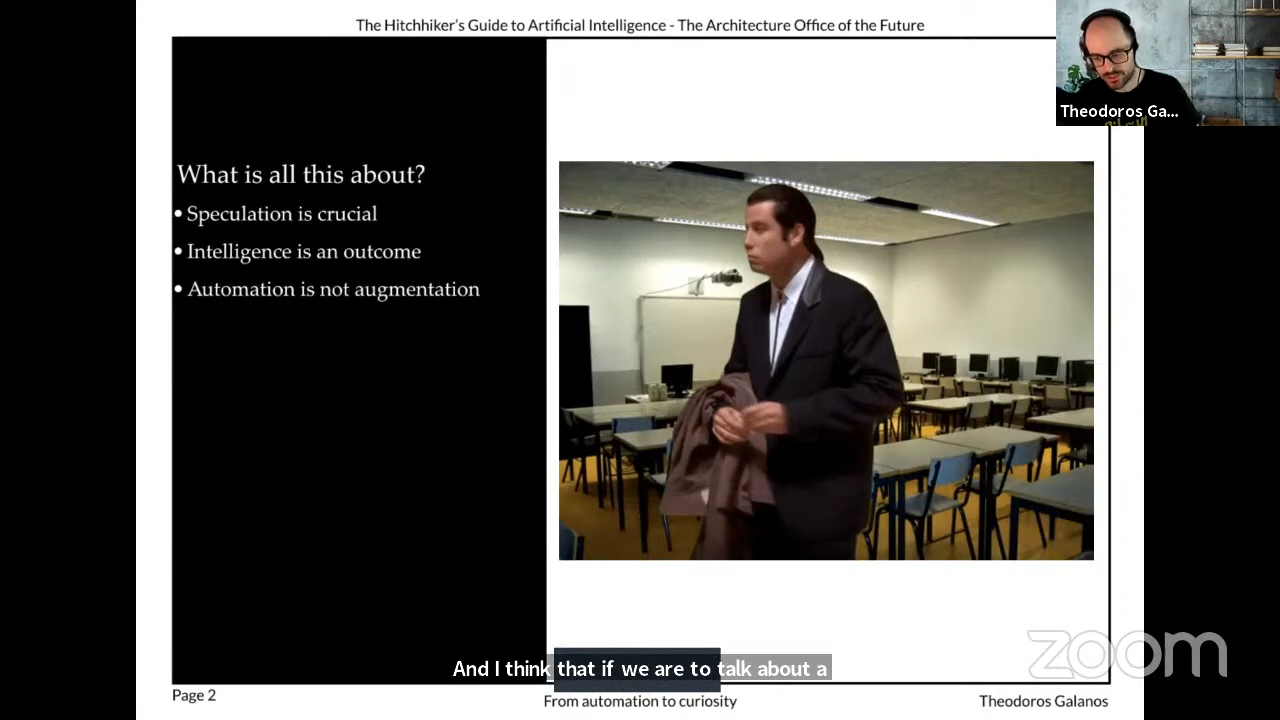 The Hitchhiker's Guide to Artificial Intelligence - The Architecture Office of the Future
Theodoros Ga...
What is all this about?
• Speculation is crucial
• Intelligence is an outcome
• Automation is not augmentation
zoom
And I think that if we are to talk about a
Page 2
From automation to curiosity
Theodoros Galanos